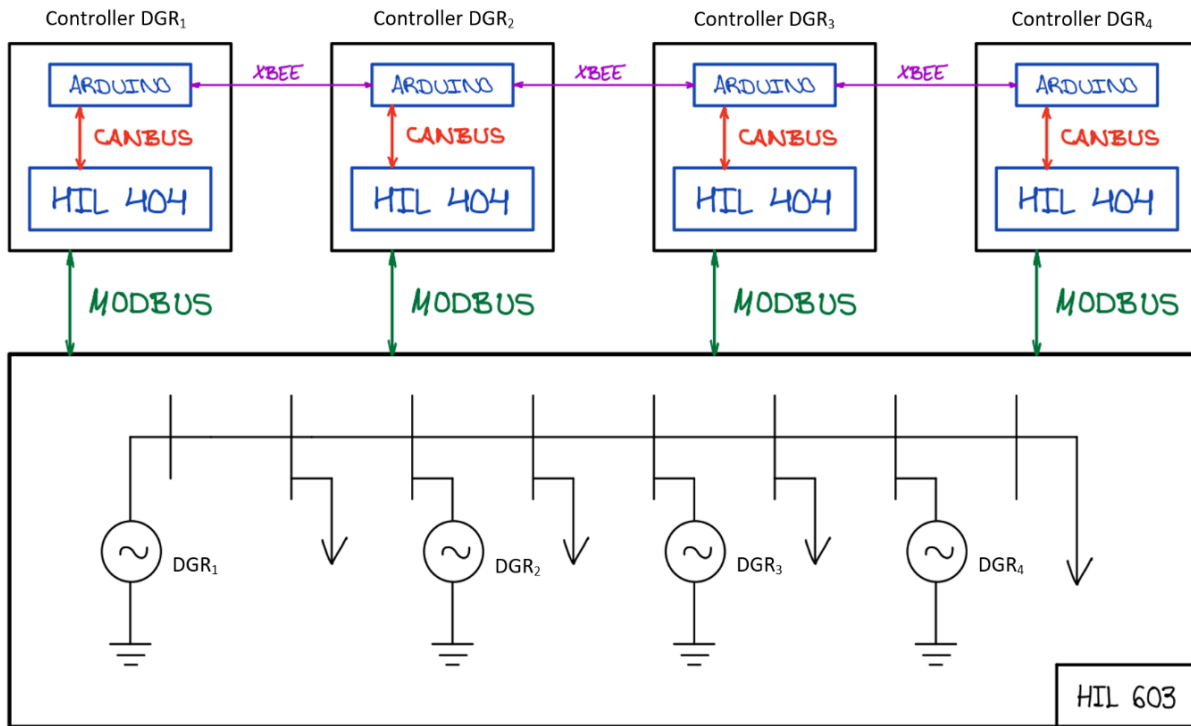 Controller DGR₁ Controller DGR₂ Controller DGR₃ Controller DGR₄
ARDUINO XBEE ARDUINO XBEE ARDUINO XBEE ARDUINO
CANBUS CANBUS CANBUS CANBUS
HIL 404 HIL 404 HIL 404 HIL 404
MODBUS MODBUS MODBUS MODBUS
DGR₁ DGR₂ DGR₃ DGR₄
HIL 603